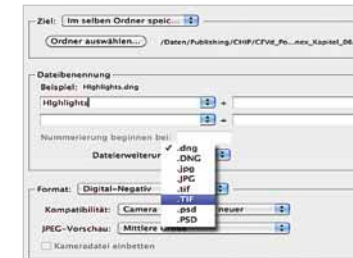 Ziel: Im selben Ordner speic...
Ordner auswählen... /Daten/Publishing/CHIP/CFVd_Po...nex_Kapitel_06
Dateibenennung
Beispiel: HIghlights.dng
HIghlights +
+
Nummerierung beginnen bei:
Dateierweiterun
✓ .dng
.DNG
.jpg
.JPG
.tif
.TIF
.psd
.PSD
Format: Digital-Negativ
Kompatibilität: Camera neuer
JPEG-Vorschau: Mittlere
Kameradatei einbetten